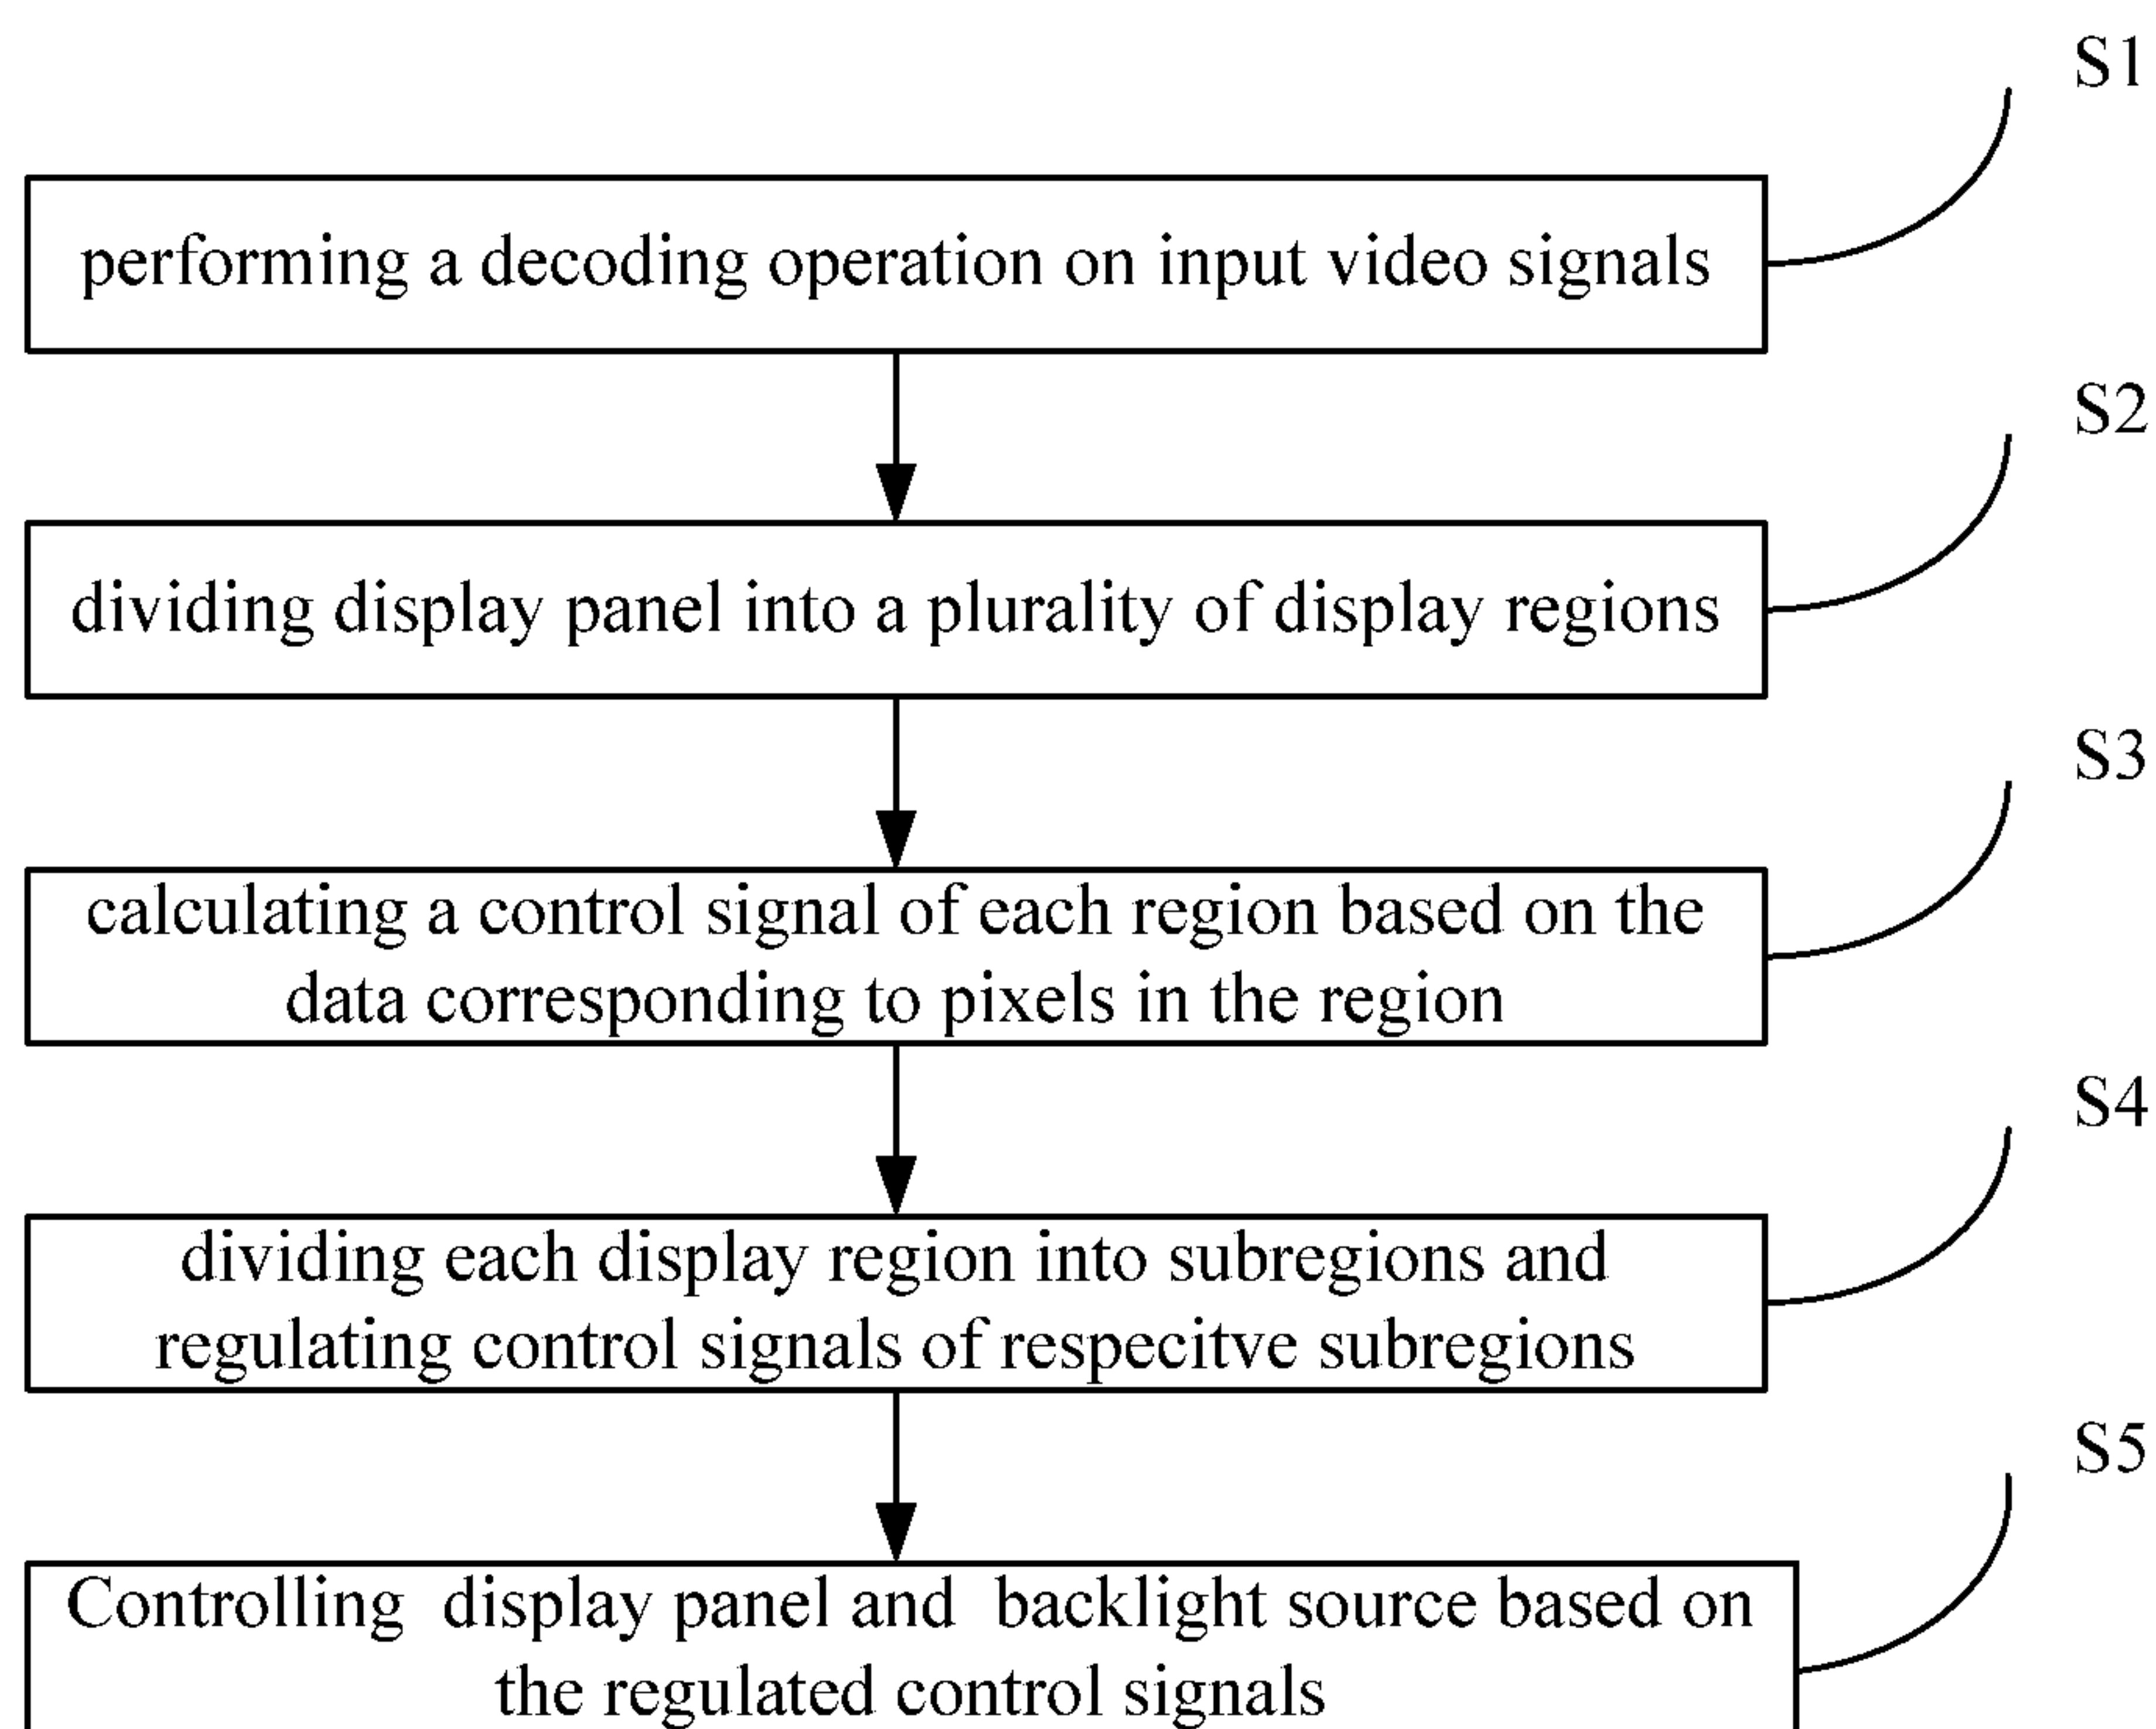 S1
performing a decoding operation on input video signals
S2
dividing display panel into a plurality of display regions
S3
calculating a control signal of each region based on the
data corresponding to pixels in the region
S4
dividing each display region into subregions and
regulating control signals of respecitve subregions
S5
Controlling display panel and backlight source based on
the regulated control signals